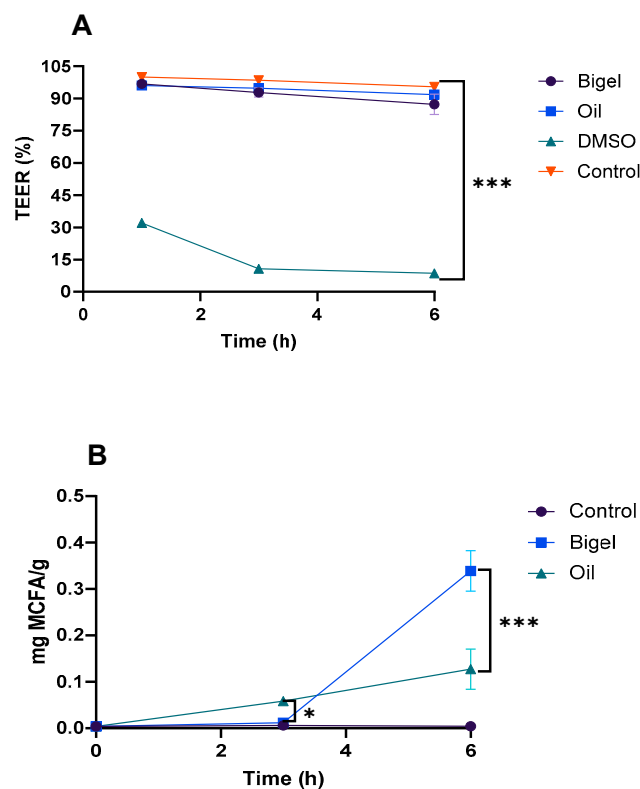 A
105
90
75
60
45
30
15
0
TEER (%)
0 2 4 6
Time (h)
***
Bigel
Oil
DMSO
Control
B
0.5
0.4
0.3
0.2
0.1
0.0
mg MCFA/g
0 2 4 6
Time (h)
*
***
Control
Bigel
Oil